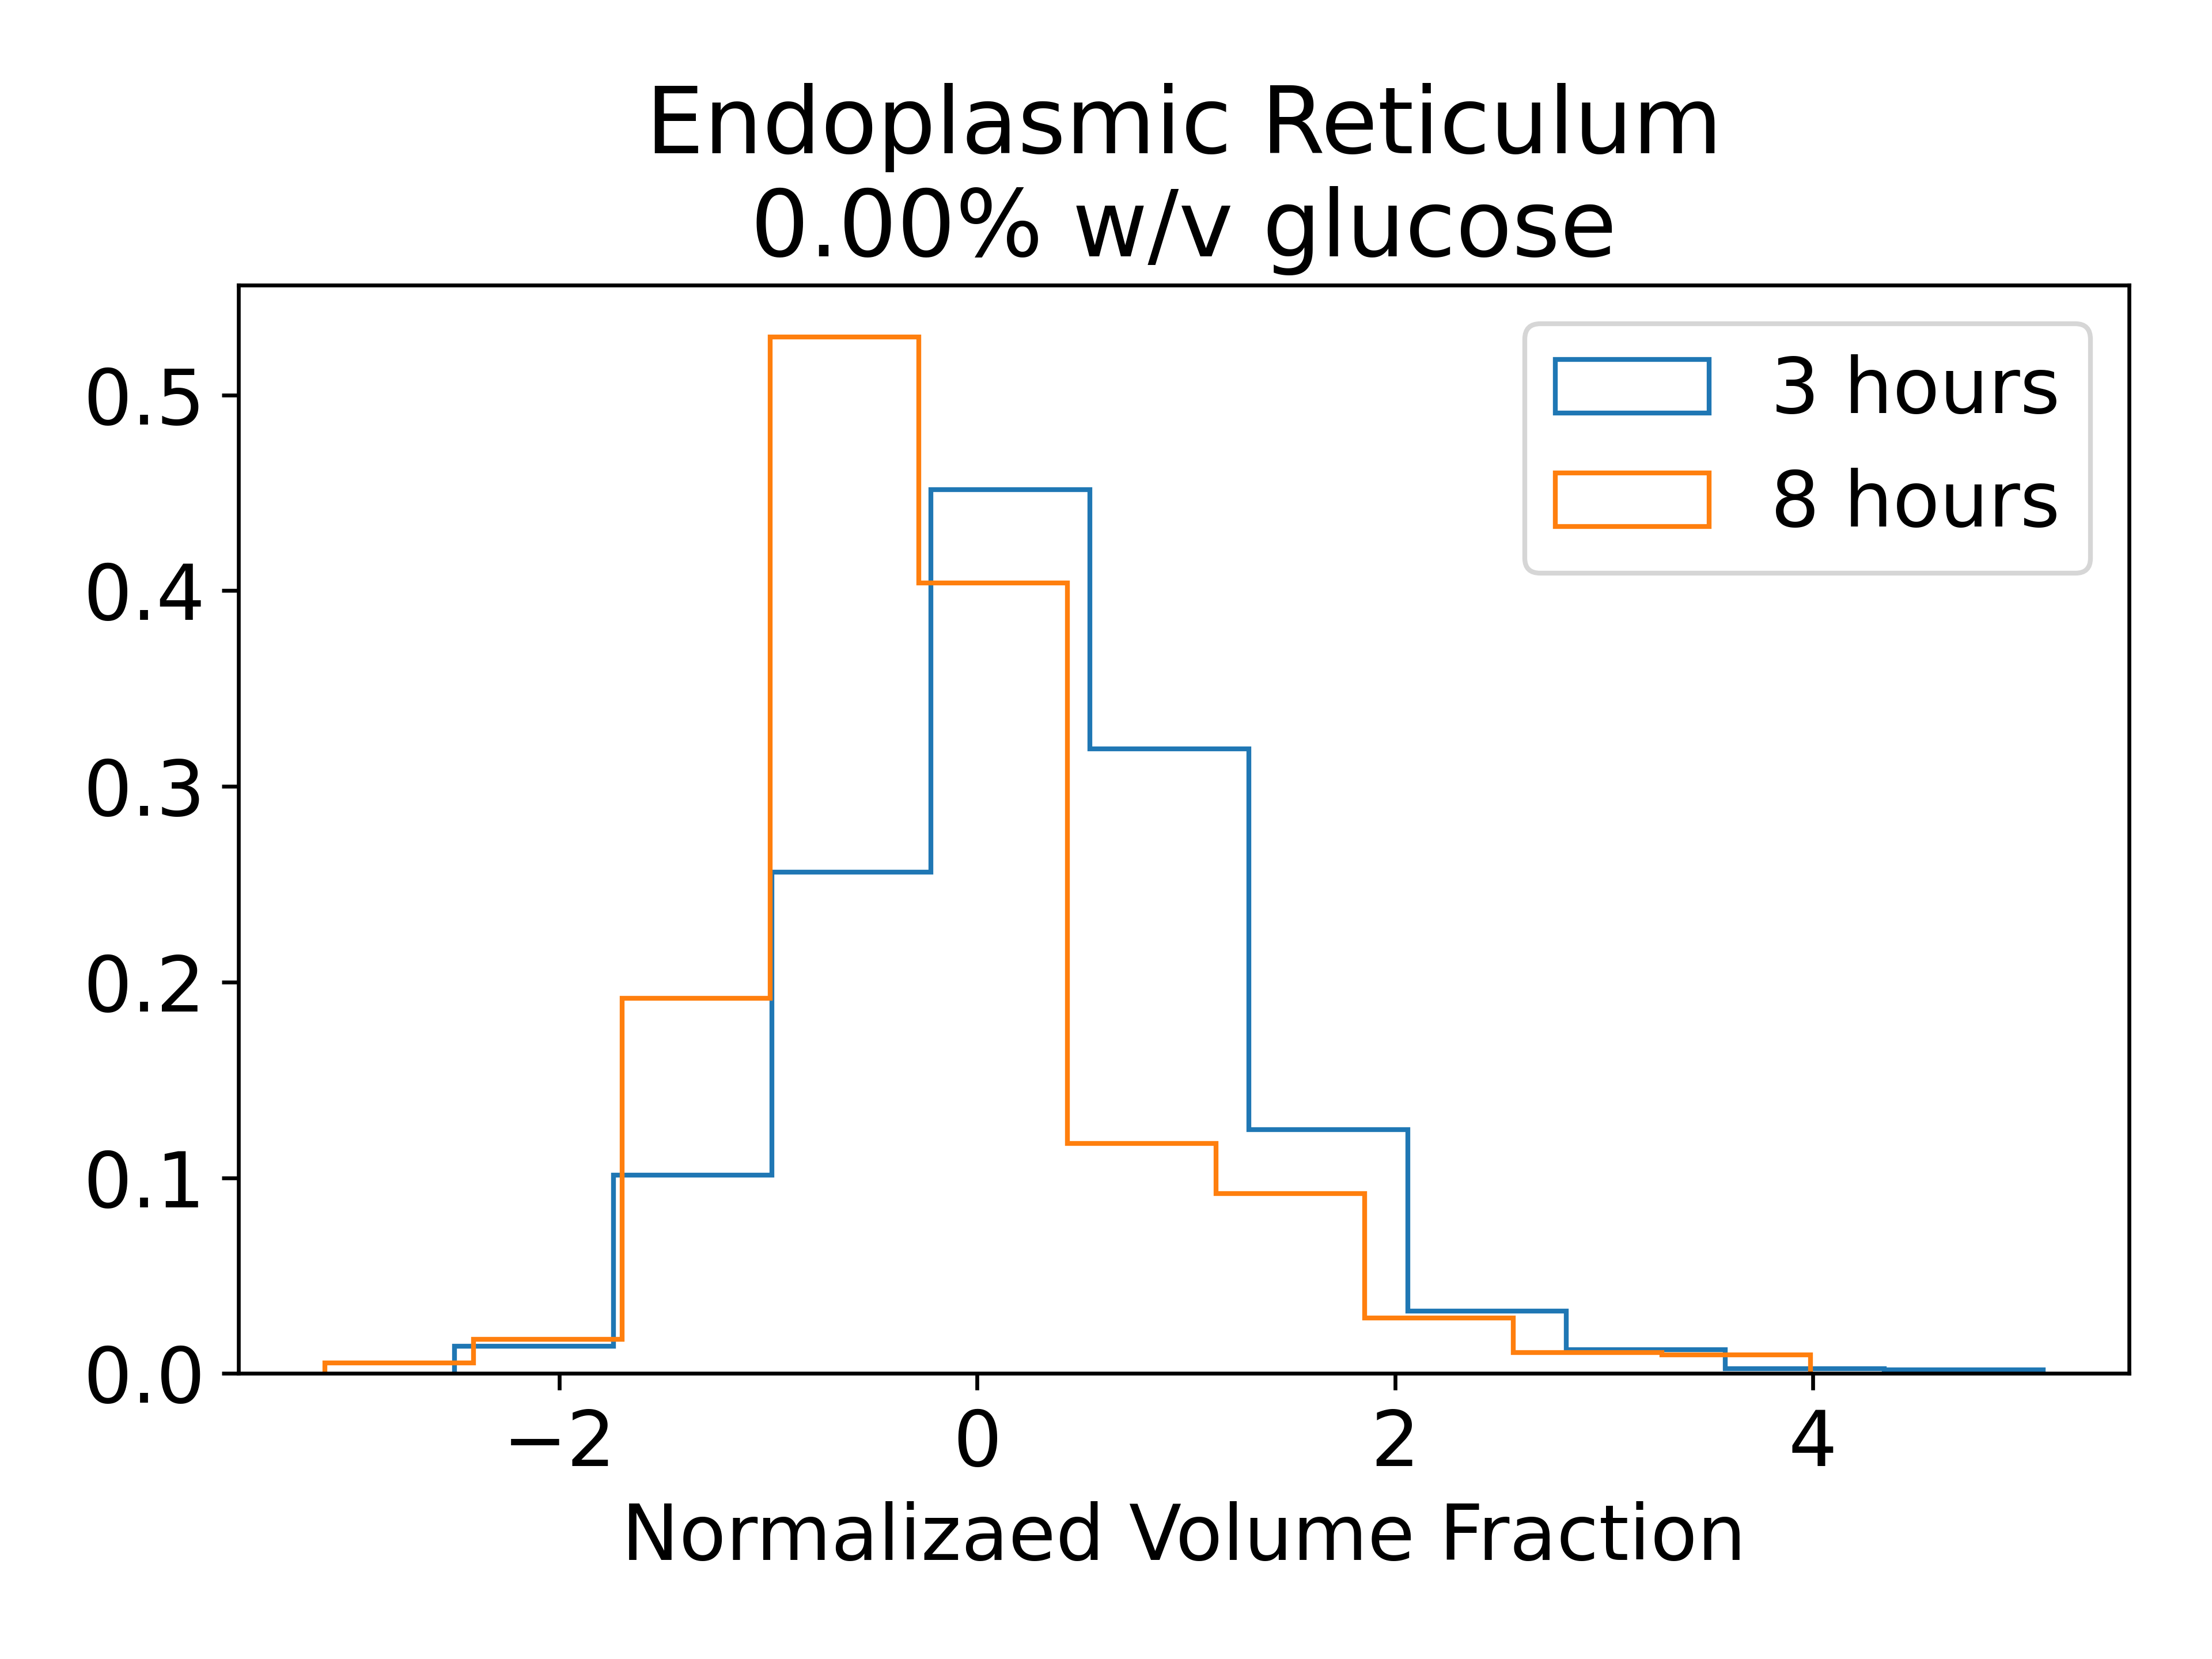 Endoplasmic Reticulum
0.00% w/v glucose
3 hours
8 hours
0.5
0.4
0.3
0.2
0.1
0.0
−2 0 2 4
Normalizaed Volume Fraction